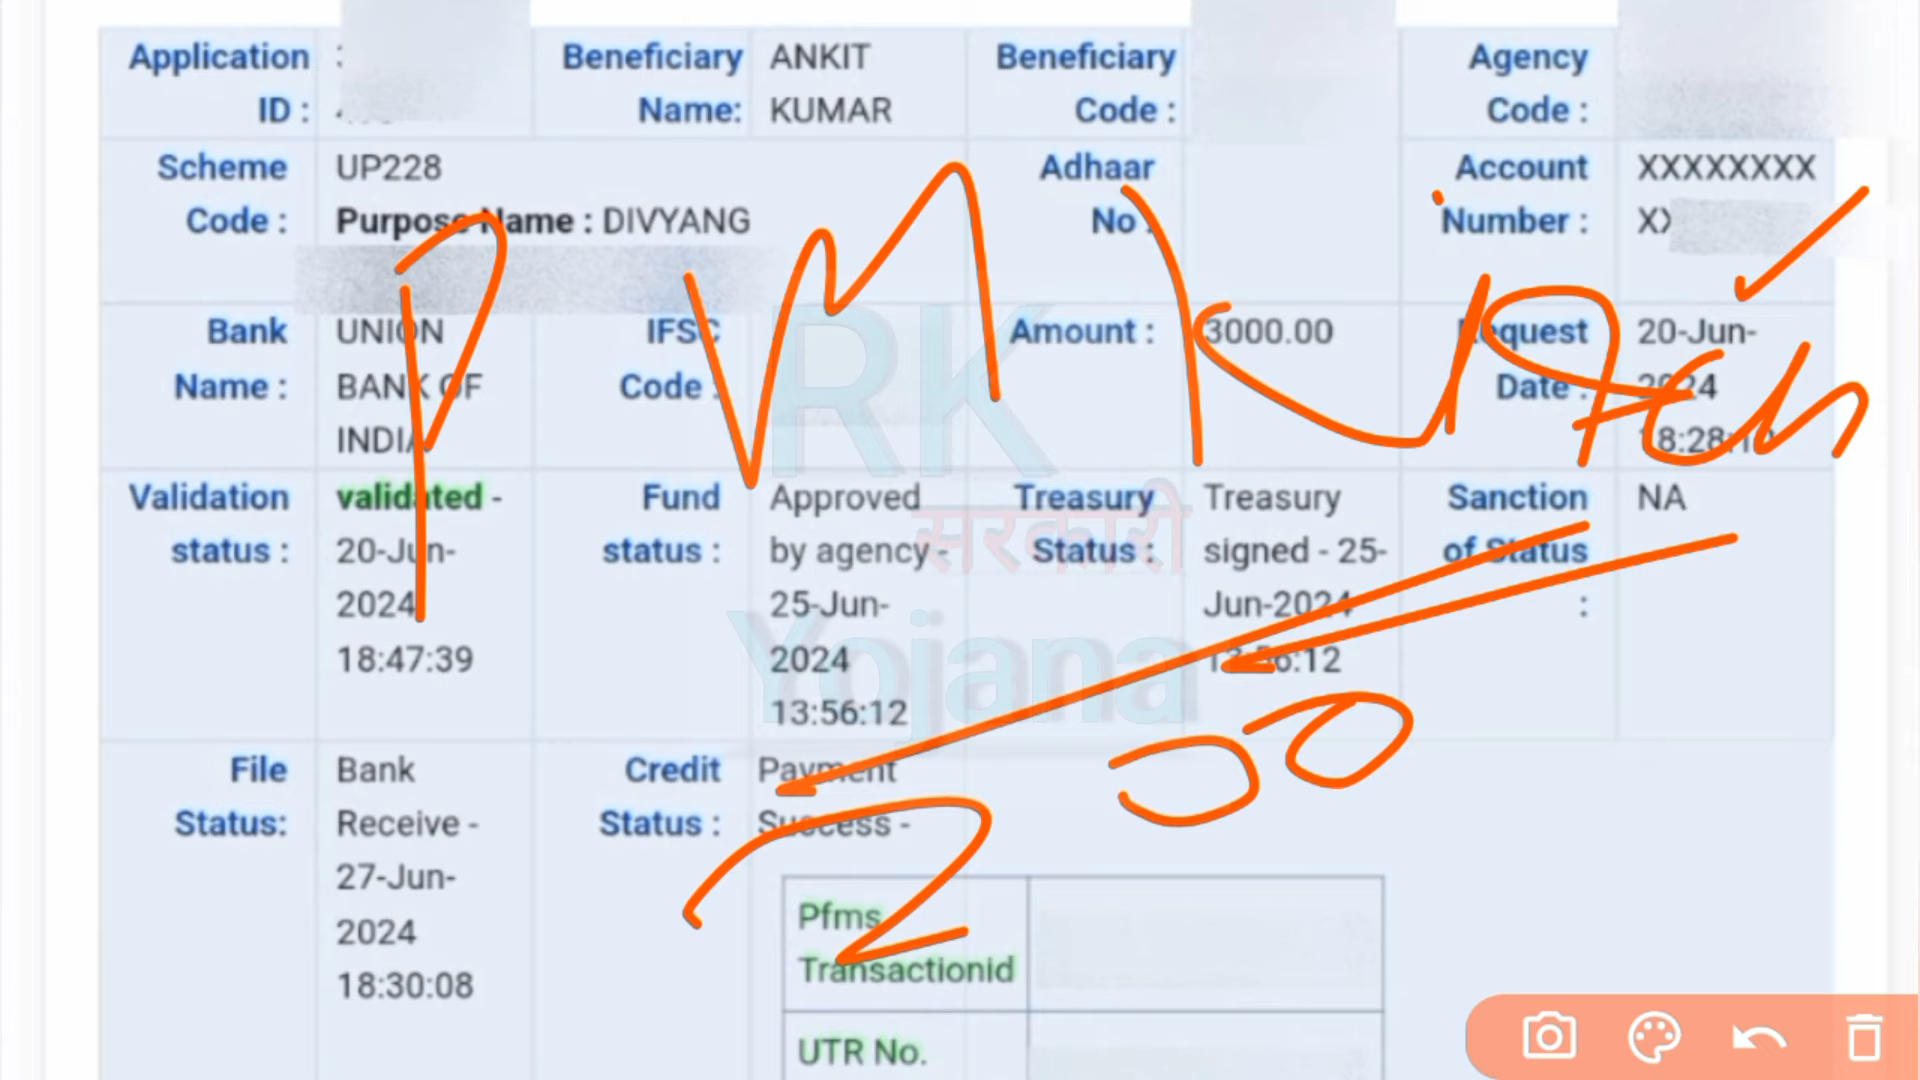 Application ID :
Beneficiary Name: ANKIT KUMAR
Beneficiary Code :
Agency Code :
Scheme Code : UP228
Purpose Name : DIVYANG
Adhaar No :
Account Number : XXXXXXXX
XX
Bank Name : UNION BANK OF INDIA
IFSC Code :
Amount : 3000.00
Request Date : 20-Jun-2024 18:28:10
Validation status : validated - 20-Jun-2024 18:47:39
Fund status : Approved by agency - 25-Jun-2024 13:56:12
Treasury Status : Treasury signed - 25-Jun-2024 13:56:12
Sanction of Status : NA
File Status: Bank Receive - 27-Jun-2024 18:30:08
Credit Status : Payment Success -
Pfms Transactionid
UTR No.
RK
सरकारी
Yojana